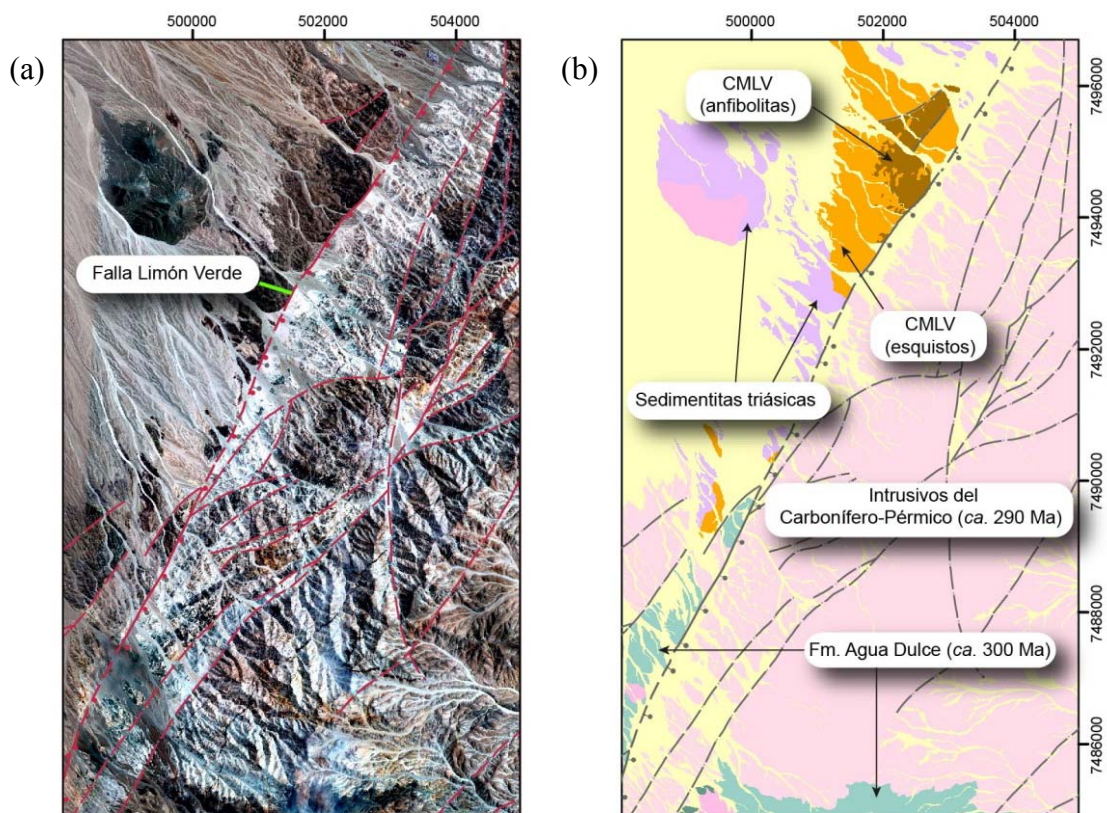 500000
502000
504000
500000
502000
504000
(a)
(b)
Falla Limón Verde
CMLV
(anfibolitas)
CMLV
(esquistos)
Sedimentitas triásicas
Intrusivos del
Carbonífero-Pérmico (ca. 290 Ma)
Fm. Agua Dulce (ca. 300 Ma)
7496000
7494000
7492000
7490000
7488000
7486000